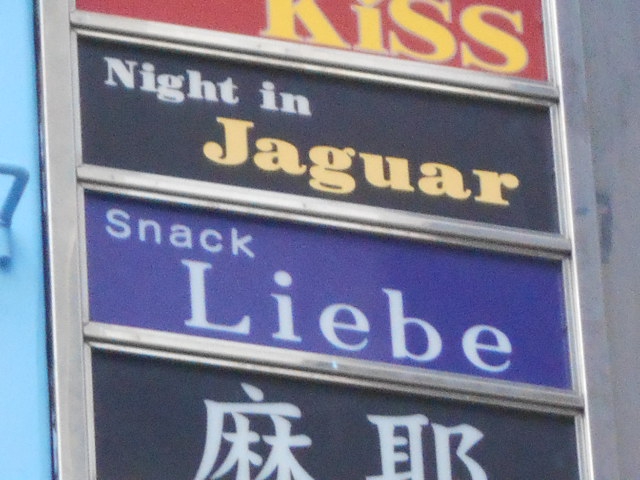 KiSS
Night in
Jaguar
Snack
Liebe
麻耶